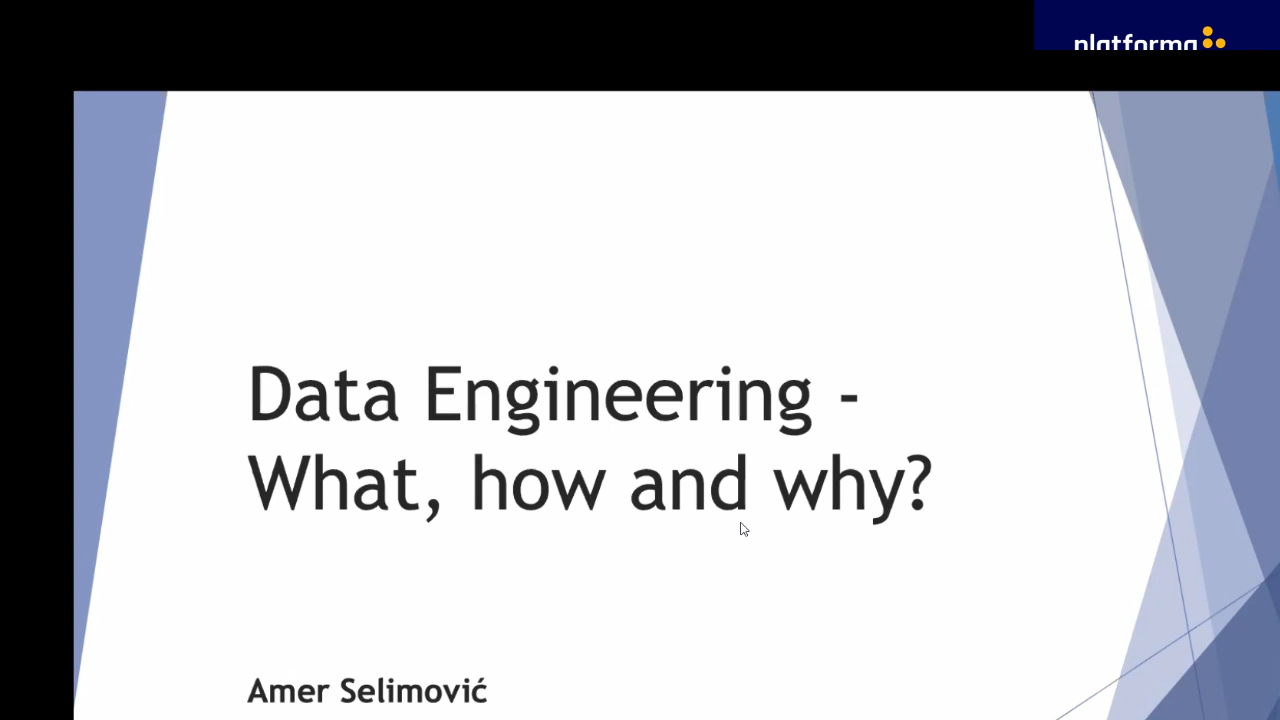 platforma
Data Engineering -
What, how and why?
Amer Selimović